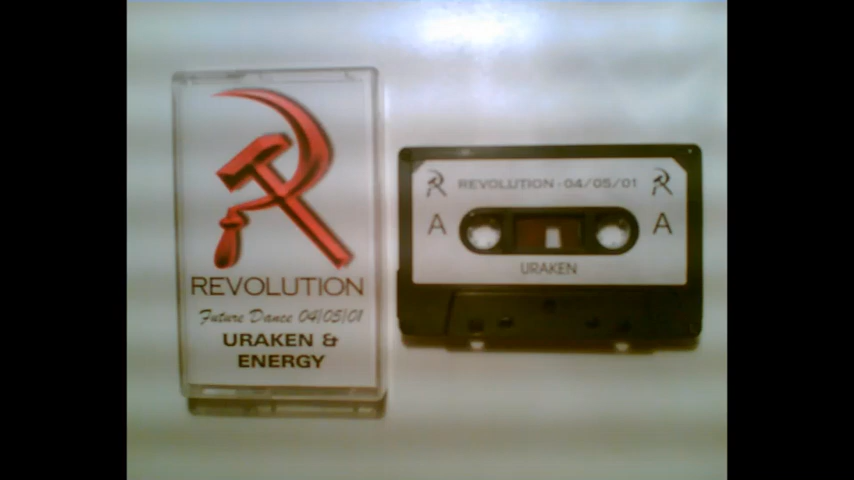 REVOLUTION
Future Dance 04/05/01
URAKEN &
ENERGY
REVOLUTION - 04/05/01
A A
URAKEN